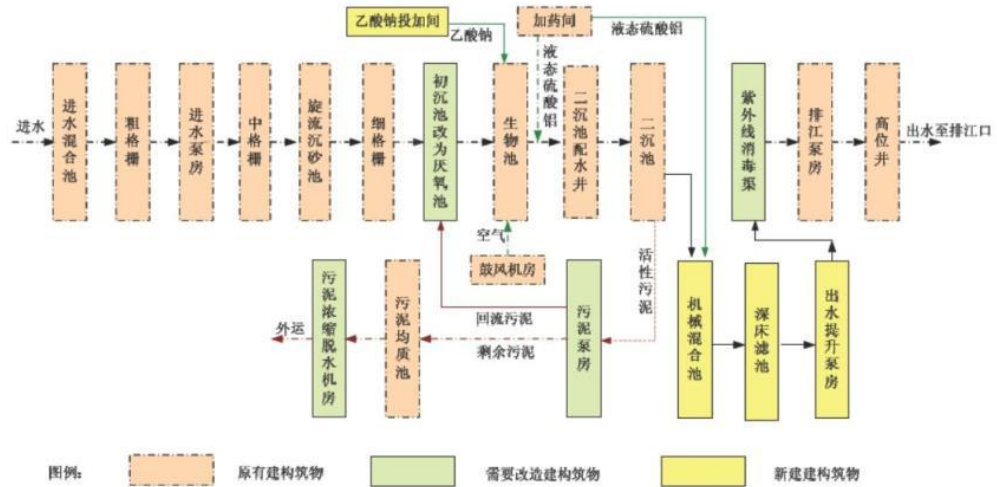 乙酸钠投加间
加药间
乙酸钠
液态硫酸铝
液态硫酸铝
进水
进水混合池
粗格栅
进水泵房
中格栅
旋流沉砂池
细格栅
初沉池改为厌氧池
生物池
二沉池配水井
二沉池
紫外线消毒渠
排江泵房
高位井
出水至排江口
空气
鼓风机房
活性污泥
外运
污泥浓缩脱水机房
污泥均质池
回流污泥
剩余污泥
污泥泵房
机械混合池
深床滤池
出水提升泵房
图例：
原有建构筑物
需要改造建构筑物
新建建构筑物